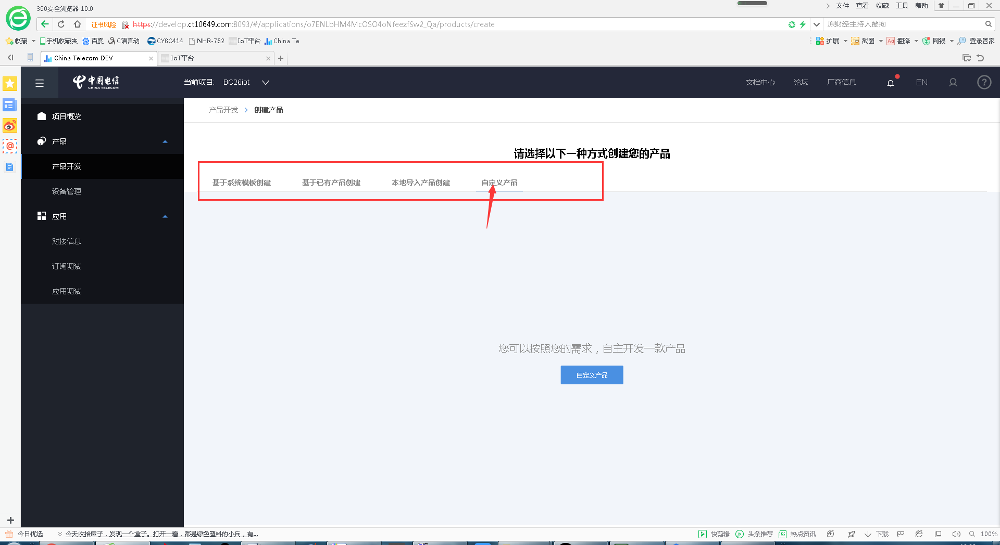 360安全浏览器 10.0
文件 查看 收藏 工具 帮助
证书风险 https://develop.ct10649.com:8093/#/applications/o7ENLbHM4McOSO4oNfeezfSw2_Qa/products/create
原财经主持人被拘
收藏 手机收藏夹 百度 C语言动 CY8C414 NHR-762 IoT平台 China Te
扩展 截图 翻译 网银 登录管家
China Telecom DEV
IoT平台
中国电信
CHINA TELECOM
当前项目: BC26iot
文档中心 论坛 厂商信息 EN
产品开发 > 创建产品
项目概览
产品
产品开发
设备管理
应用
对接信息
订阅调试
应用调试
请选择以下一种方式创建您的产品
基于系统模板创建 基于已有产品创建 本地导入产品创建 自定义产品
您可以按照您的需求，自主开发一款产品
自定义产品
今日优选 今天收拾屋子，发现一个盒子。打开一看，都是绿色塑料的小兵，有...
快剪辑 头条推荐 热点资讯 下载 100%